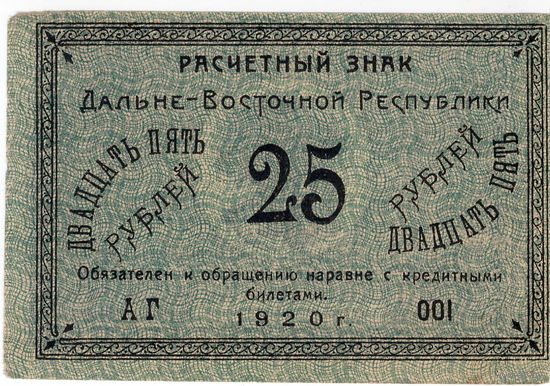 РАСЧЕТНЫЙ ЗНАК
ДАЛЬНЕ-ВОСТОЧНОЙ РЕСПУБЛИКИ
ДВАДЦАТЬ ПЯТЬ
РУБЛЕЙ
25
РУБЛЕЙ
ДВАДЦАТЬ ПЯТЬ
Обязателен к обращению наравне с кредитными
билетами.
АГ
001
1920 г.